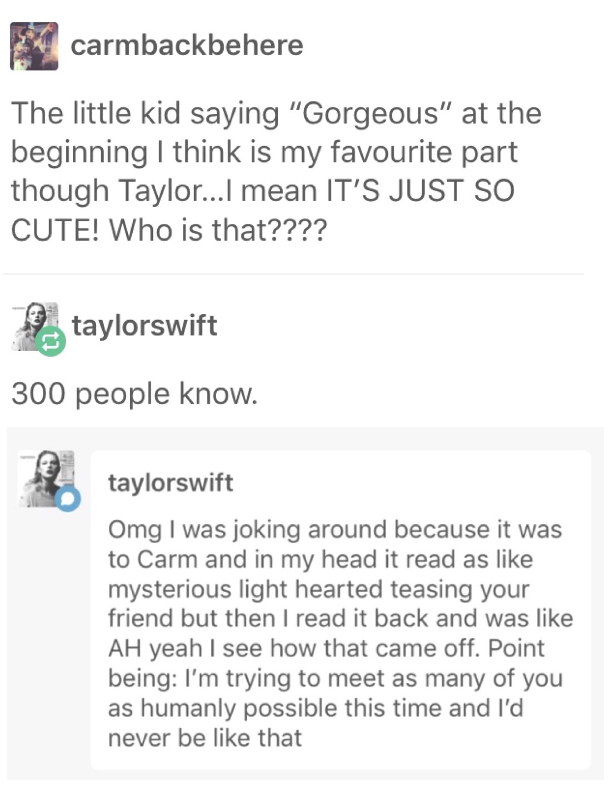 carmbackbehere
The little kid saying “Gorgeous” at the
beginning I think is my favourite part
though Taylor...I mean IT’S JUST SO
CUTE! Who is that????
taylorswift
300 people know.
taylorswift
Omg I was joking around because it was
to Carm and in my head it read as like
mysterious light hearted teasing your
friend but then I read it back and was like
AH yeah I see how that came off. Point
being: I’m trying to meet as many of you
as humanly possible this time and I’d
never be like that